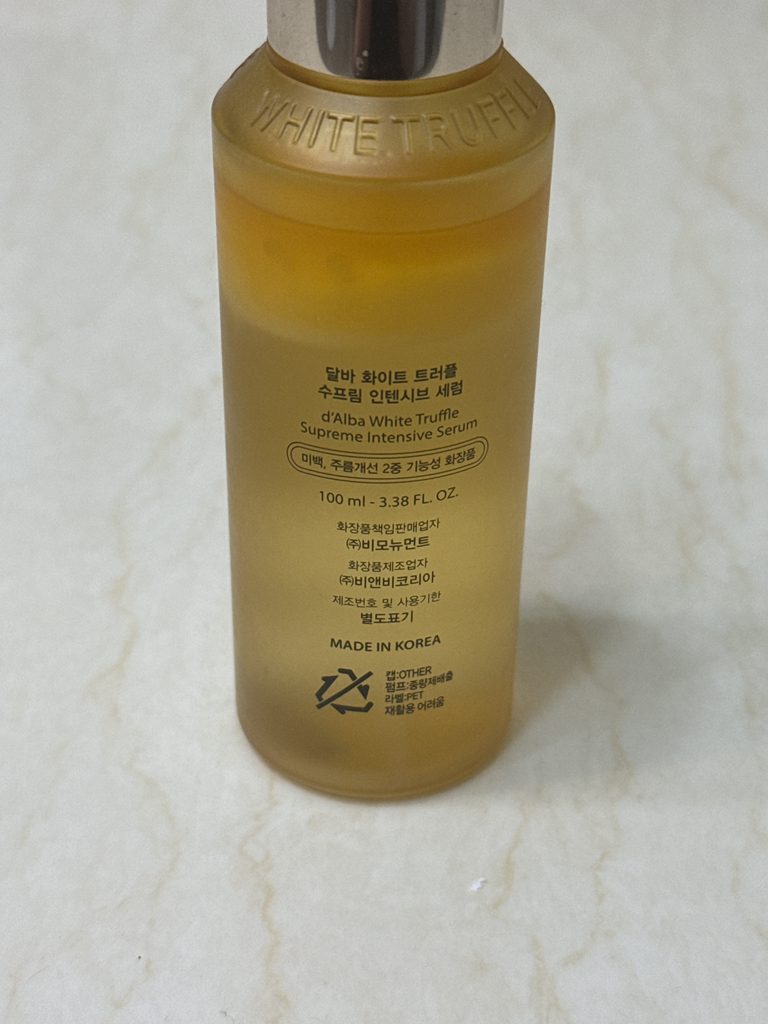 WHITE TRUFFL
달바 화이트 트러플
수프림 인텐시브 세럼
d'Alba White Truffle
Supreme Intensive Serum
미백, 주름개선 2중 기능성 화장품
100 ml - 3.38 FL. OZ.
화장품책임판매업자
㈜비모뉴먼트
화장품제조업자
㈜비앤비코리아
제조번호 및 사용기한
별도표기
MADE IN KOREA
캡:OTHER
펌프:종량제배출
라벨:PET
재활용 어려움